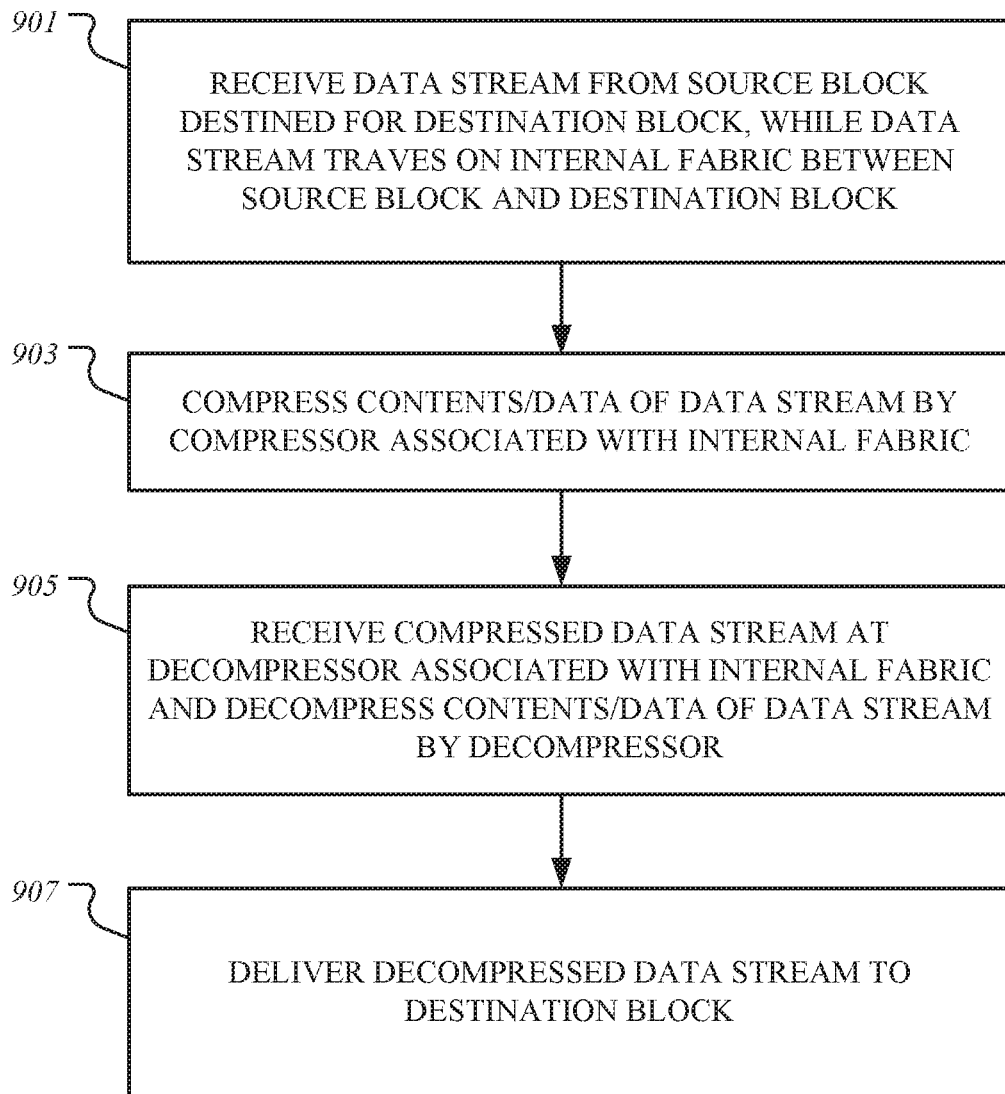 901
RECEIVE DATA STREAM FROM SOURCE BLOCK
DESTINED FOR DESTINATION BLOCK, WHILE DATA
STREAM TRAVES ON INTERNAL FABRIC BETWEEN
SOURCE BLOCK AND DESTINATION BLOCK
903
COMPRESS CONTENTS/DATA OF DATA STREAM BY
COMPRESSOR ASSOCIATED WITH INTERNAL FABRIC
905
RECEIVE COMPRESSED DATA STREAM AT
DECOMPRESSOR ASSOCIATED WITH INTERNAL FABRIC
AND DECOMPRESS CONTENTS/DATA OF DATA STREAM
BY DECOMPRESSOR
907
DELIVER DECOMPRESSED DATA STREAM TO
DESTINATION BLOCK